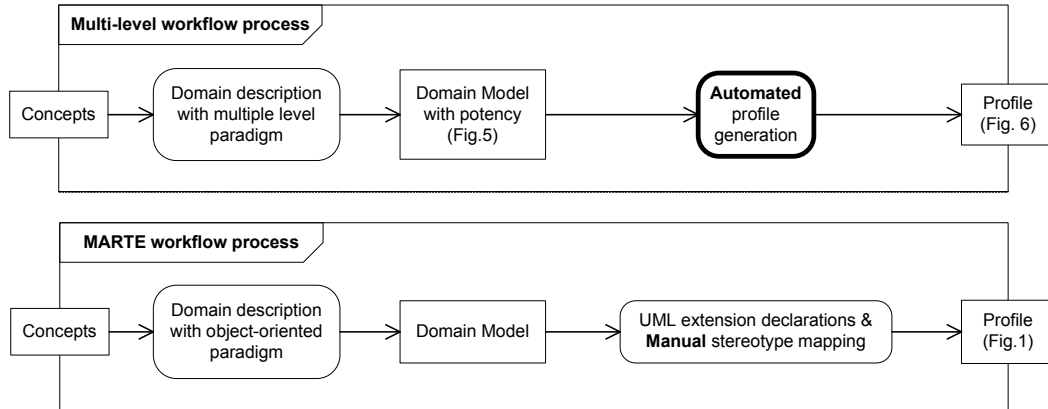 Multi-level workflow process
Concepts
Domain description
with multiple level
paradigm
Domain Model
with potency
(Fig.5)
Automated
profile
generation
Profile
(Fig. 6)
MARTE workflow process
Concepts
Domain description
with object-oriented
paradigm
Domain Model
UML extension declarations &
Manual stereotype mapping
Profile
(Fig.1)